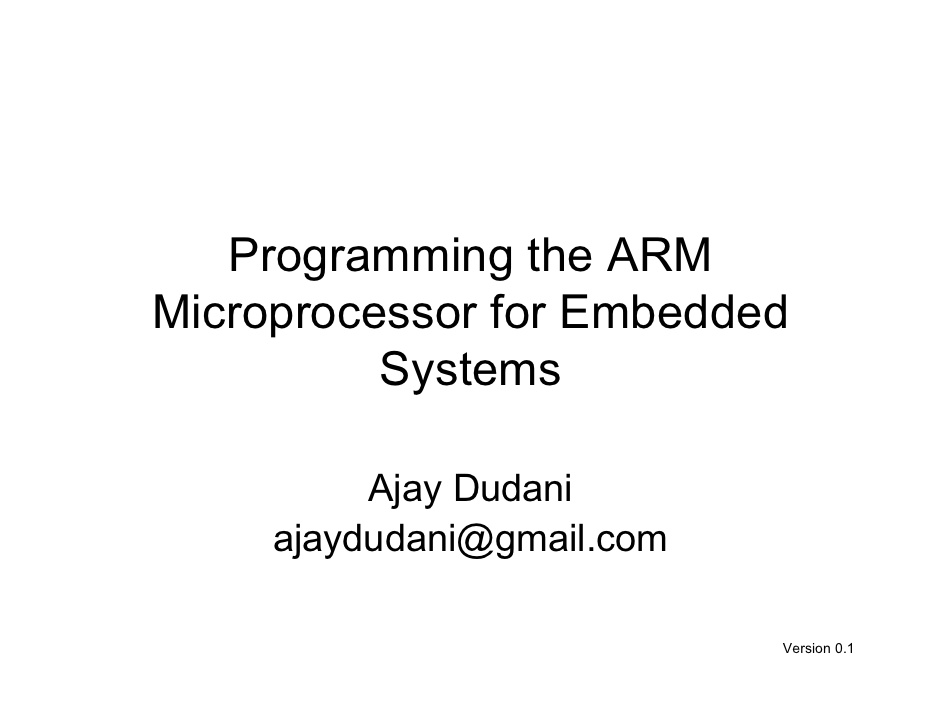 Programming the ARM
Microprocessor for Embedded
Systems
Ajay Dudani
ajaydudani@gmail.com
Version 0.1